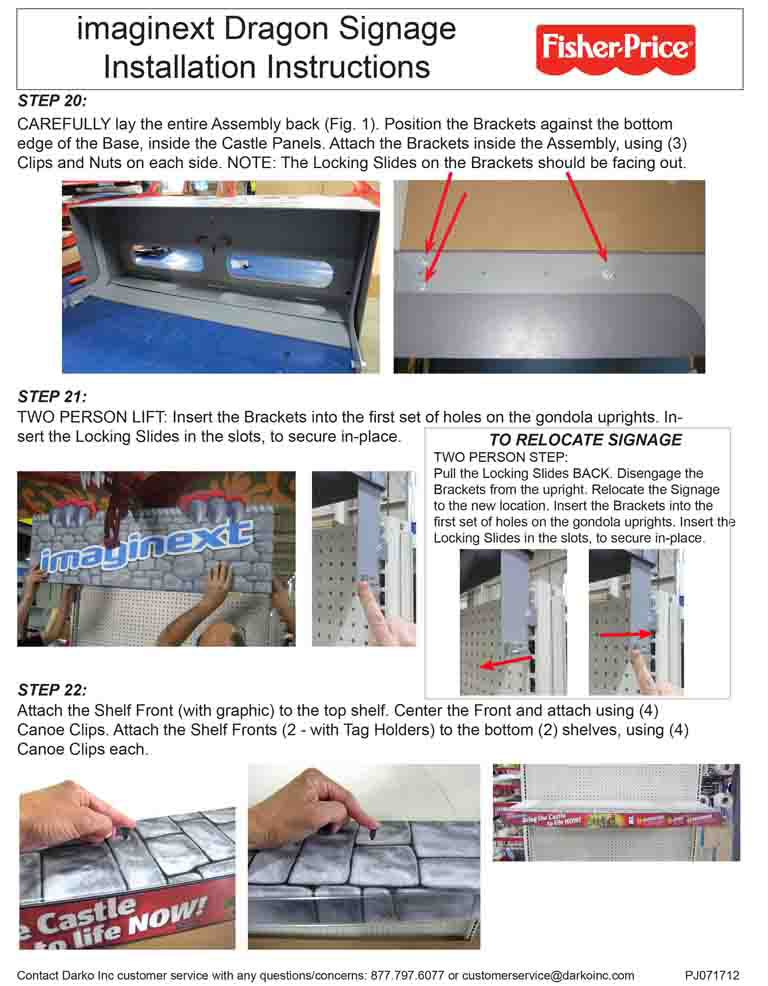 imaginext Dragon Signage
Installation Instructions
Fisher-Price
STEP 20:
CAREFULLY lay the entire Assembly back (Fig. 1). Position the Brackets against the bottom
edge of the Base, inside the Castle Panels. Attach the Brackets inside the Assembly, using (3)
Clips and Nuts on each side. NOTE: The Locking Slides on the Brackets should be facing out.
STEP 21:
TWO PERSON LIFT: Insert the Brackets into the first set of holes on the gondola uprights. In-
sert the Locking Slides in the slots, to secure in-place.
TO RELOCATE SIGNAGE
TWO PERSON STEP:
Pull the Locking Slides BACK. Disengage the
Brackets from the upright. Relocate the Signage
to the new location. Insert the Brackets into the
first set of holes on the gondola uprights. Insert the
Locking Slides in the slots, to secure in-place.
imaginext
STEP 22:
Attach the Shelf Front (with graphic) to the top shelf. Center the Front and attach using (4)
Canoe Clips. Attach the Shelf Fronts (2 - with Tag Holders) to the bottom (2) shelves, using (4)
Canoe Clips each.
e Castle
to life NOW!
Bring the Castle
to life NOW!
Contact Darko Inc customer service with any questions/concerns: 877.797.6077 or customerservice@darkoinc.com
PJ071712